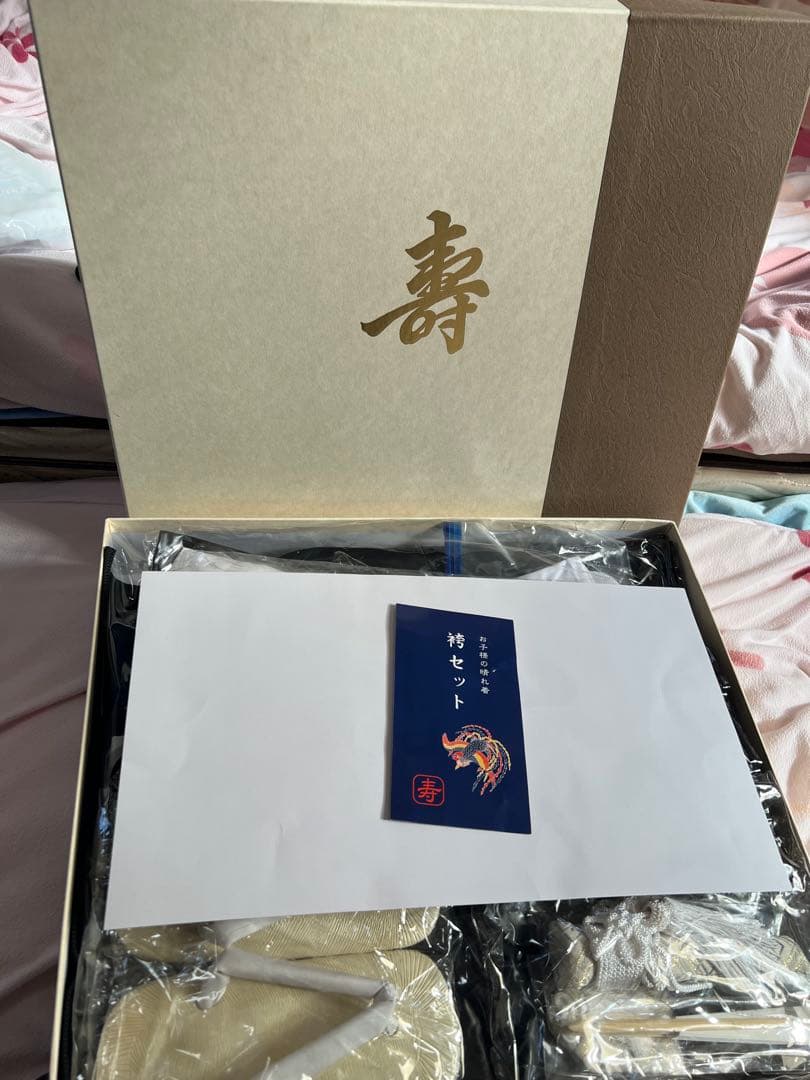 壽
お子様の晴れ着
袴セット
寿